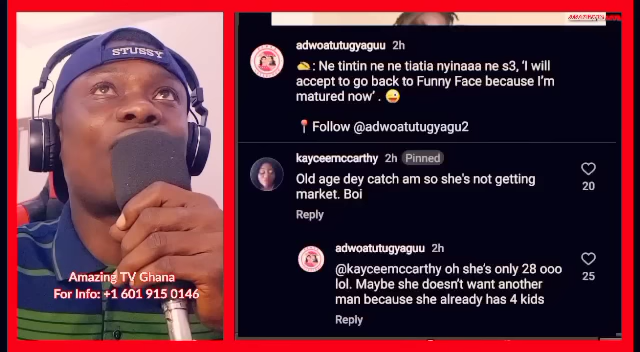 STUSSY
Amazing TV Ghana
For Info: +1 601 915 0146
adwoatutugyaguu 2h
: Ne tintin ne ne tiatia nyinaaa ne s3, 'I will
accept to go back to Funny Face because I'm
matured now' .
Follow @adwoatutugyagu2
kayceemccarthy 2h Pinned
Old age dey catch am so she's not getting
market. Boi
20
Reply
adwoatutugyaguu 2h
@kayceemccarthy oh she's only 28 ooo
lol. Maybe she doesn't want another
man because she already has 4 kids
25
Reply